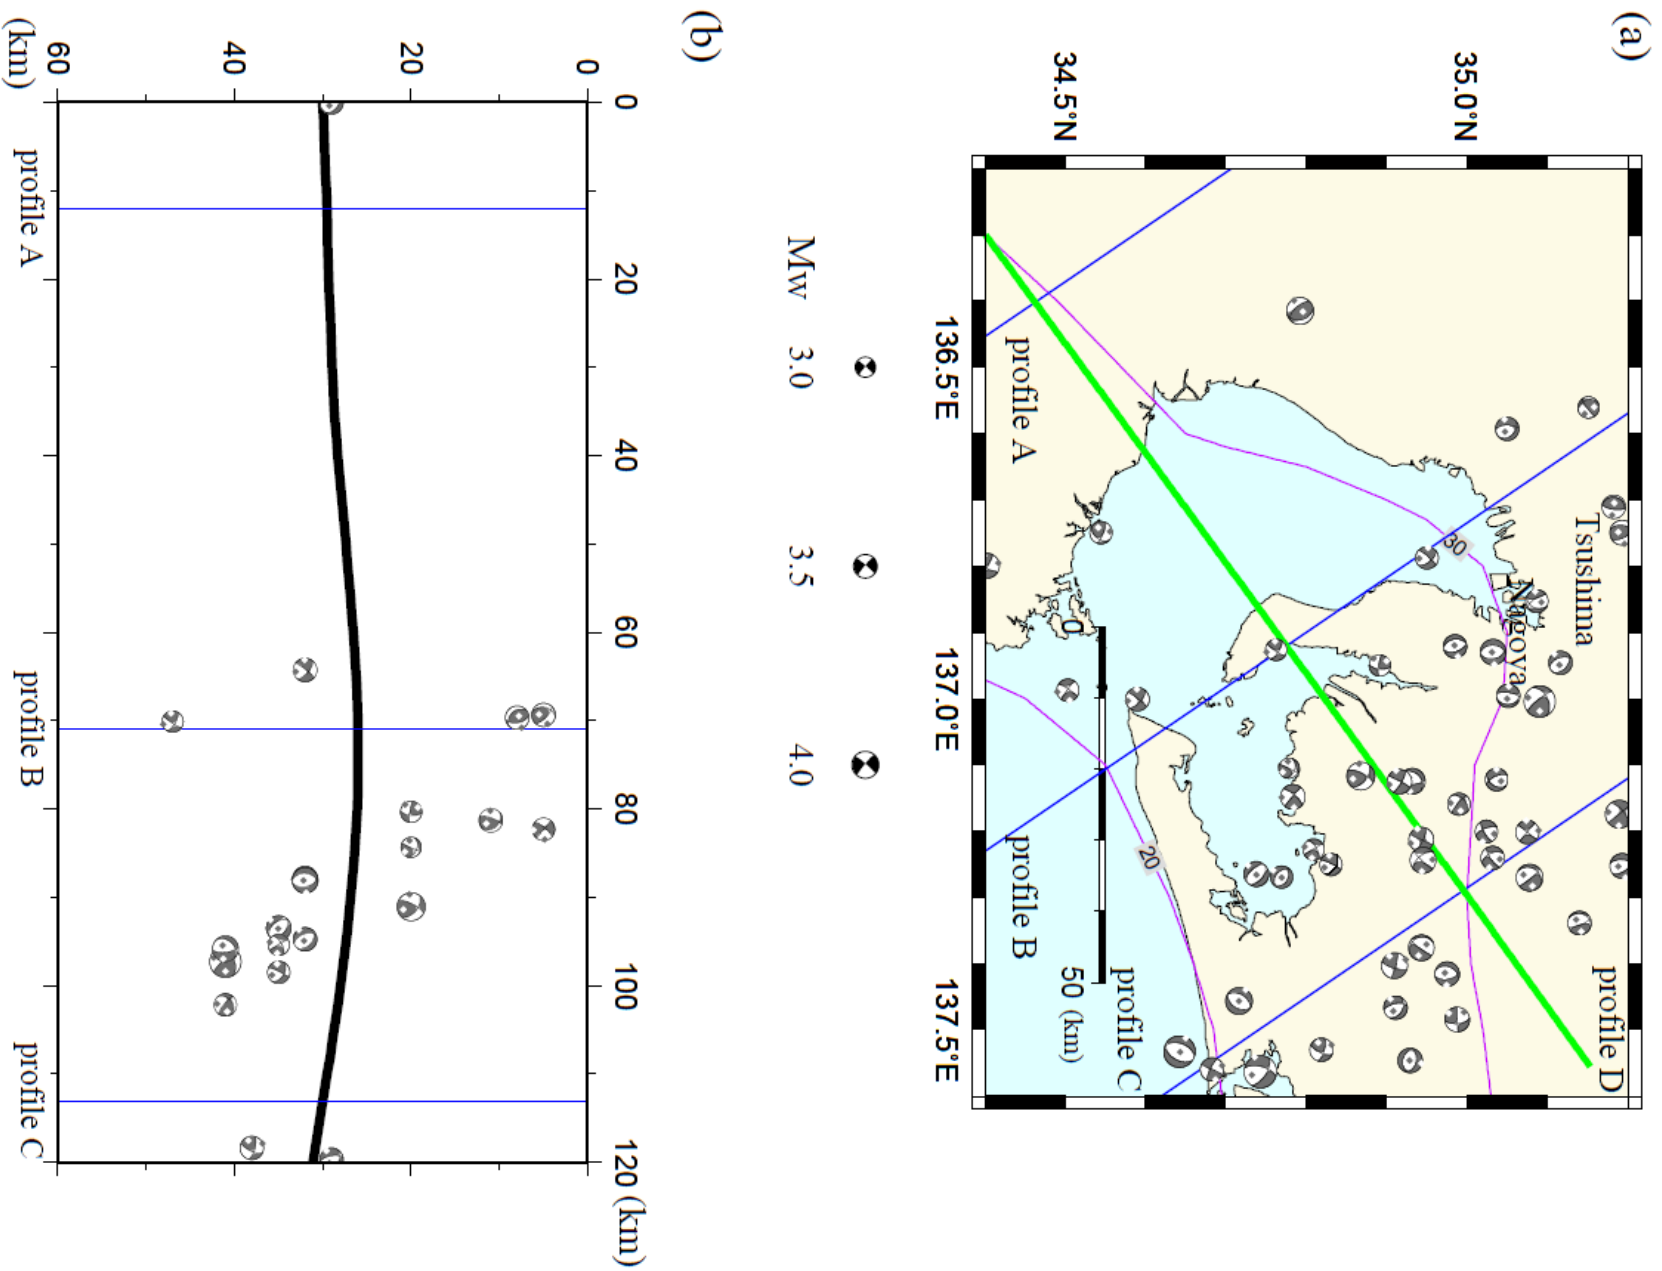 (a)
35.0°N
34.5°N
136.5°E
137.0°E
137.5°E
Tsushima
Nagoya
30
20
profile A
profile B
profile C
profile D
0
50 (km)
Mw
3.0
3.5
4.0
(b)
0
20
40
60
80
100
120 (km)
0
20
40
60
(km)
profile A
profile B
profile C